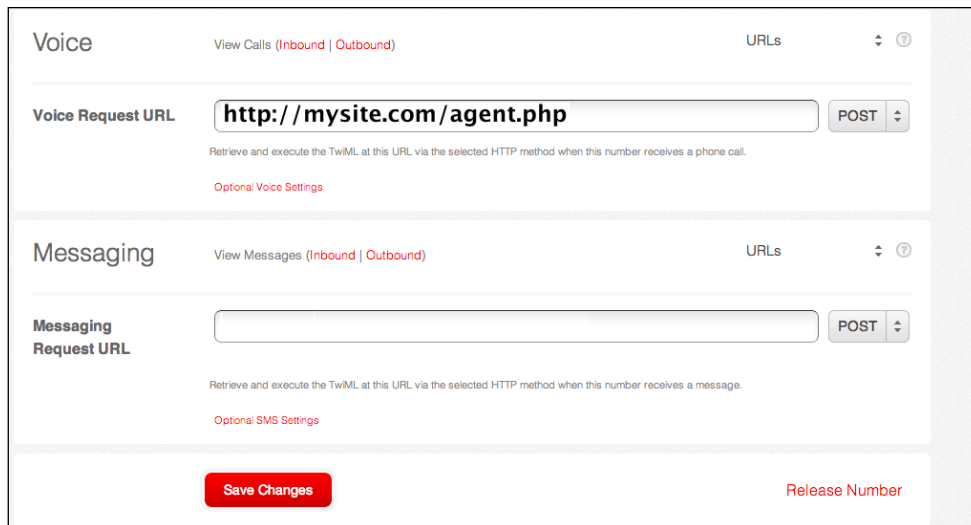 Voice View Calls (Inbound | Outbound) URLs ?
Voice Request URL http://mysite.com/agent.php POST
Retrieve and execute the TwiML at this URL via the selected HTTP method when this number receives a phone call.
Optional Voice Settings
Messaging View Messages (Inbound | Outbound) URLs ?
Messaging POST
Request URL
Retrieve and execute the TwiML at this URL via the selected HTTP method when this number receives a message.
Optional SMS Settings
Save Changes Release Number